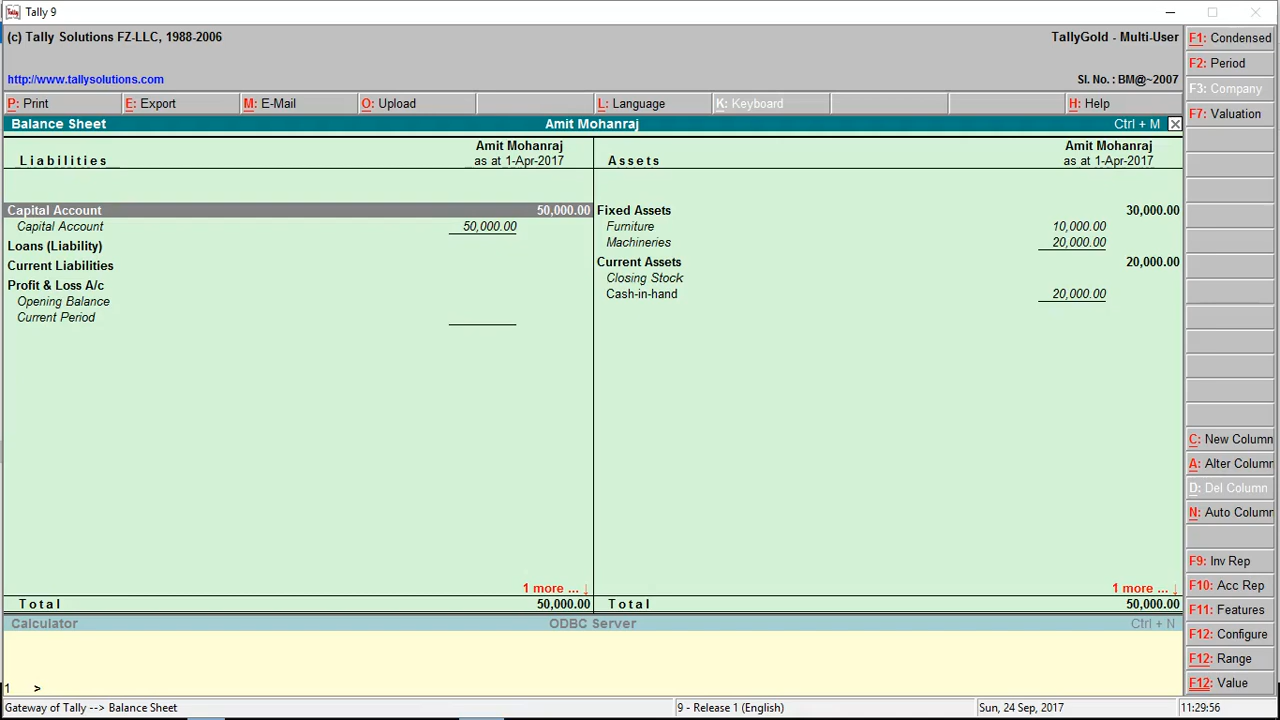 Tally Tally 9
(c) Tally Solutions FZ-LLC, 1988-2006 TallyGold - Multi-User
http://www.tallysolutions.com Sl. No. : BM@~2007
P: Print E: Export M: E-Mail O: Upload L: Language K: Keyboard H: Help
Balance Sheet Amit Mohanraj Ctrl + M
Liabilities Amit Mohanraj as at 1-Apr-2017 Assets Amit Mohanraj as at 1-Apr-2017
Capital Account 50,000.00 Fixed Assets 30,000.00
Capital Account 50,000.00 Furniture 10,000.00
Loans (Liability) Machineries 20,000.00
Current Liabilities Current Assets 20,000.00
Profit & Loss A/c Closing Stock
Opening Balance Cash-in-hand 20,000.00
Current Period
1 more ... ↓ 1 more ... ↓
Total 50,000.00 Total 50,000.00
Calculator ODBC Server Ctrl + N
1 >
Gateway of Tally --> Balance Sheet 9 - Release 1 (English) Sun, 24 Sep, 2017 11:29:56
F1: Condensed
F2: Period
F3: Company
F7: Valuation
C: New Column
A: Alter Column
D: Del Column
N: Auto Column
F9: Inv Rep
F10: Acc Rep
F11: Features
F12: Configure
F12: Range
F12: Value